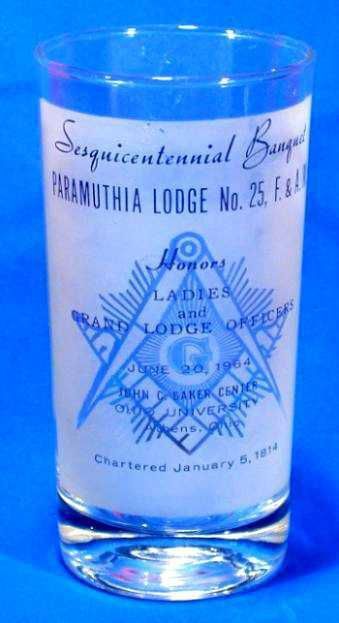 Sesquicentennial Banquet
PARAMUTHIA LODGE No. 25, F. & A. M
Honors
LADIES
and
GRAND LODGE OFFICERS
G
JUNE 20, 1964
JOHN C. BAKER CENTER
OHIO UNIVERSITY
Athens, Ohio
Chartered January 5, 1814